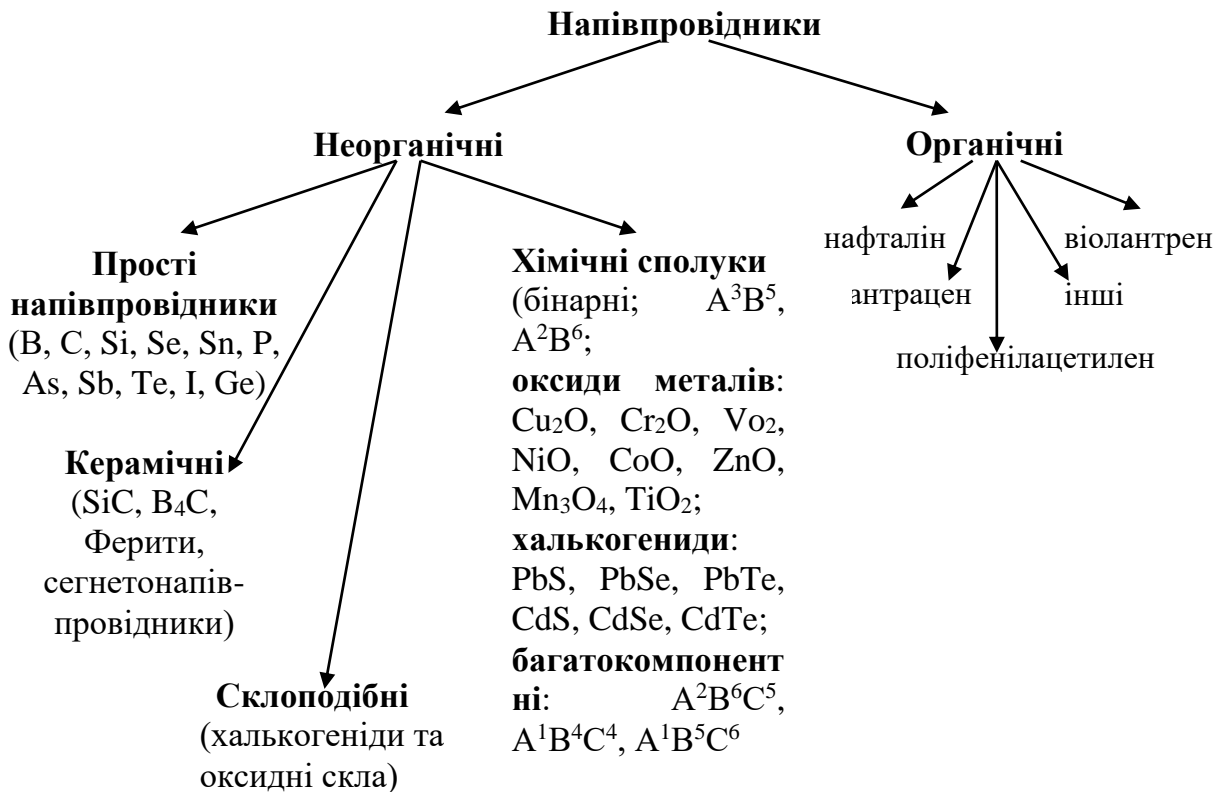 Напівпровідники
Неорганічні
Органічні
Прості
напівпровідники
(B, C, Si, Se, Sn, P,
As, Sb, Te, I, Ge)
Керамічні
(SiC, B₄C,
Ферити,
сегнетонапів-
провідники)
Склоподібні
(халькогеніди та
оксидні скла)
Хімічні сполуки
(бінарні; A³B⁵,
A²B⁶;
оксиди металів:
Cu₂O, Cr₂O, Vo₂,
NiO, CoO, ZnO,
Mn₃O₄, TiO₂;
халькогениди:
PbS, PbSe, PbTe,
CdS, CdSe, CdTe;
багатокомпонент
ні: A²B⁶C⁵,
A¹B⁴C⁴, A¹B⁵C⁶
нафталін
віолантрен
антрацен
інші
поліфенілацетилен